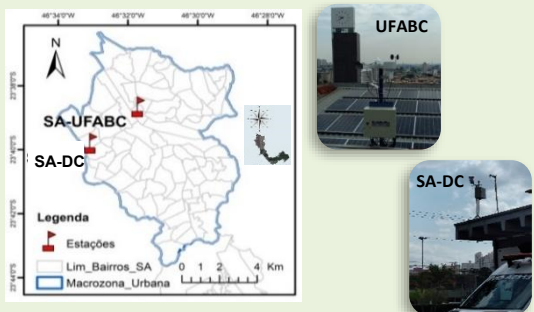 46°34'0"O 46°32'0"O 46°30'0"O 46°28'0"O
UFABC
N
23°38'0"S
23°40'0"S
23°42'0"S
23°44'0"S
SA-UFABC
SA-DC
SA-DC
Legenda
Estações
Lim_Bairros_SA
Macrozona_Urbana
0 1 2 4 Km